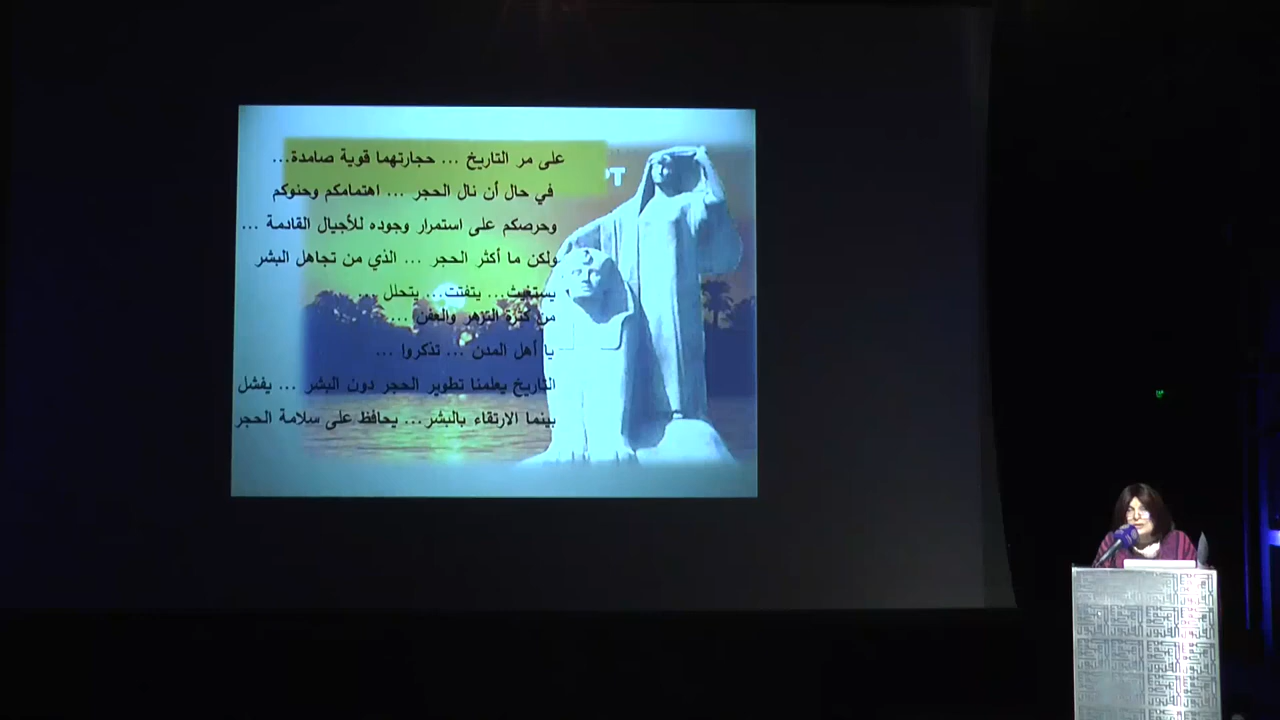 على مر التاريخ ... حجارتهما قوية صامدة...
في حال أن نال الحجر ... اهتمامكم وحنوكم
وحرصكم على استمرار وجوده للأجيال القادمة ...
ولكن ما أكثر الحجر ... الذي من تجاهل البشر
يستغيث... يتفتت... يتحلل ...
من كثرة التزهر والعفن ...
يا أهل المدن ... تذكروا ...
التاريخ يعلمنا تطوير الحجر دون البشر ... يفشل
بينما الارتقاء بالبشر... يحافظ على سلامة الحجر